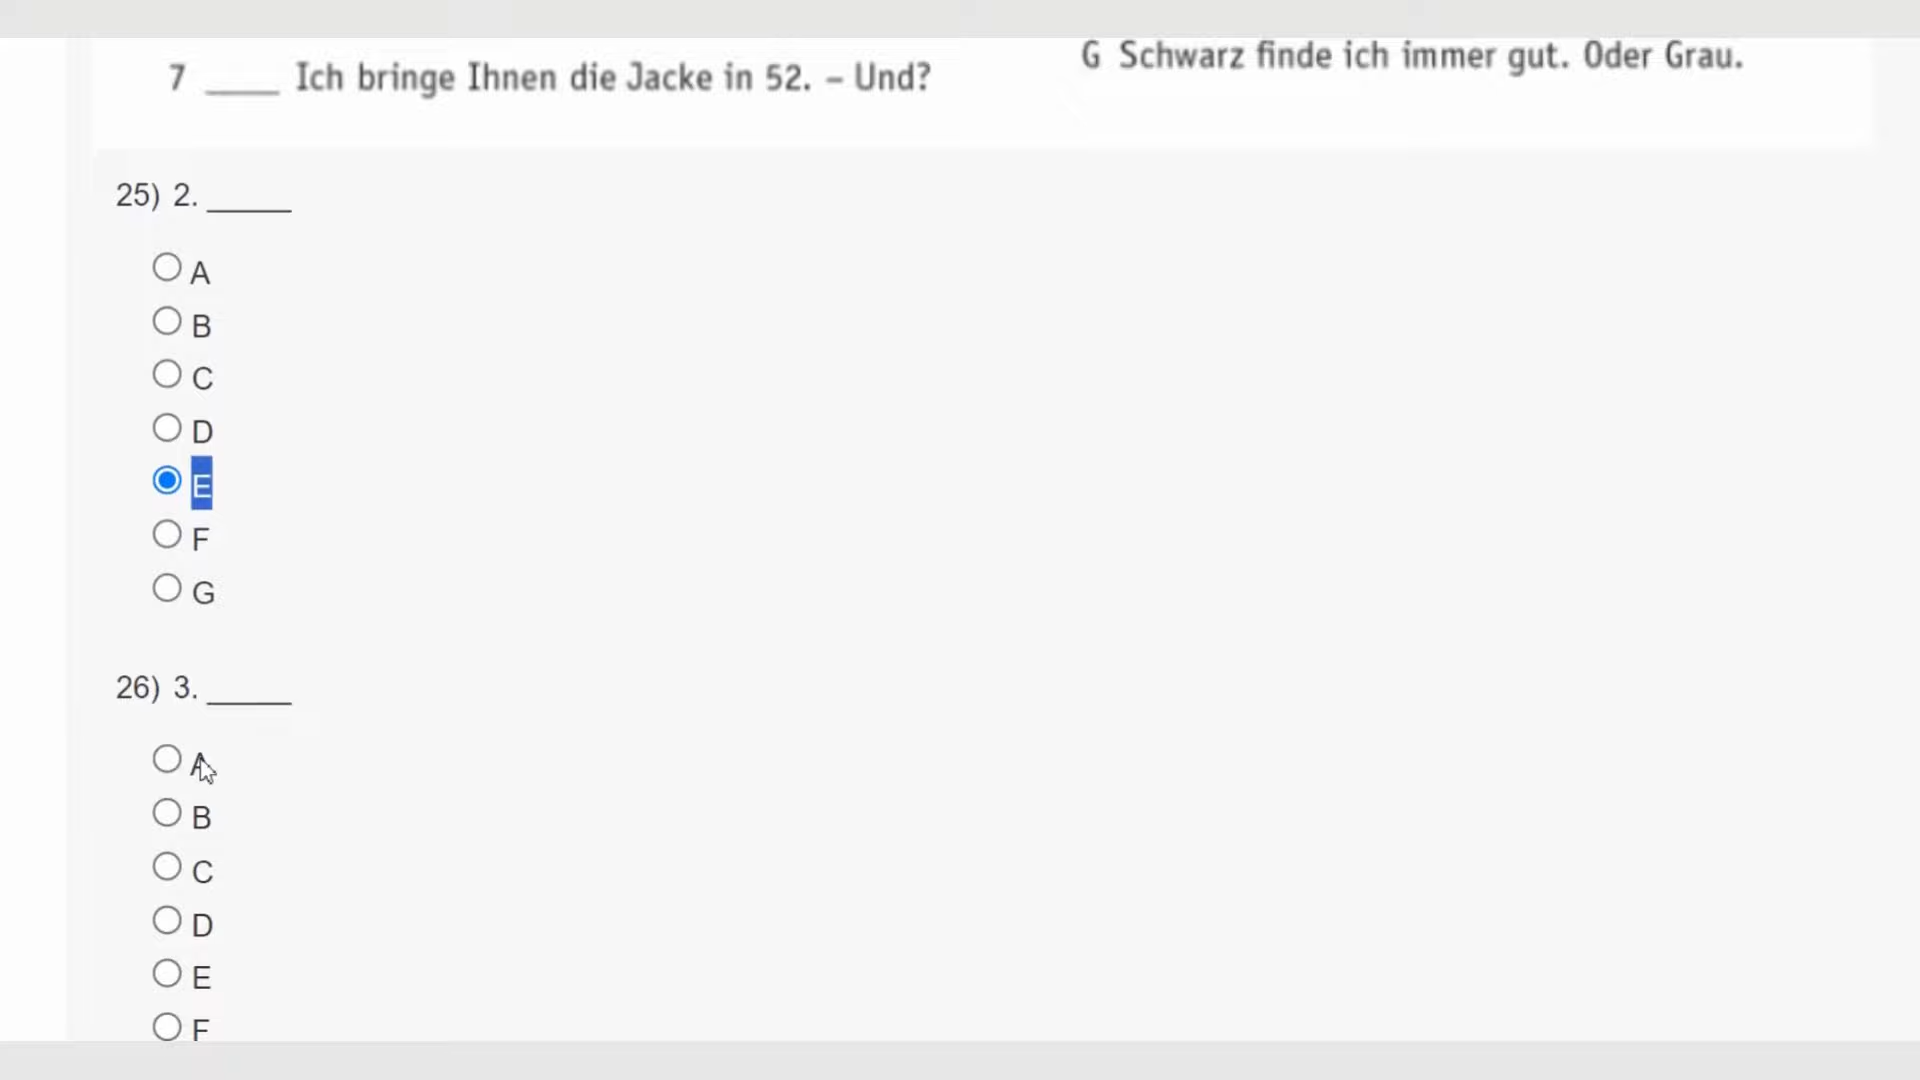 7 ____ Ich bringe Ihnen die Jacke in 52. – Und?
G Schwarz finde ich immer gut. Oder Grau.
25) 2. _____
A
B
C
D
E
F
G
26) 3. _____
A
B
C
D
E
F